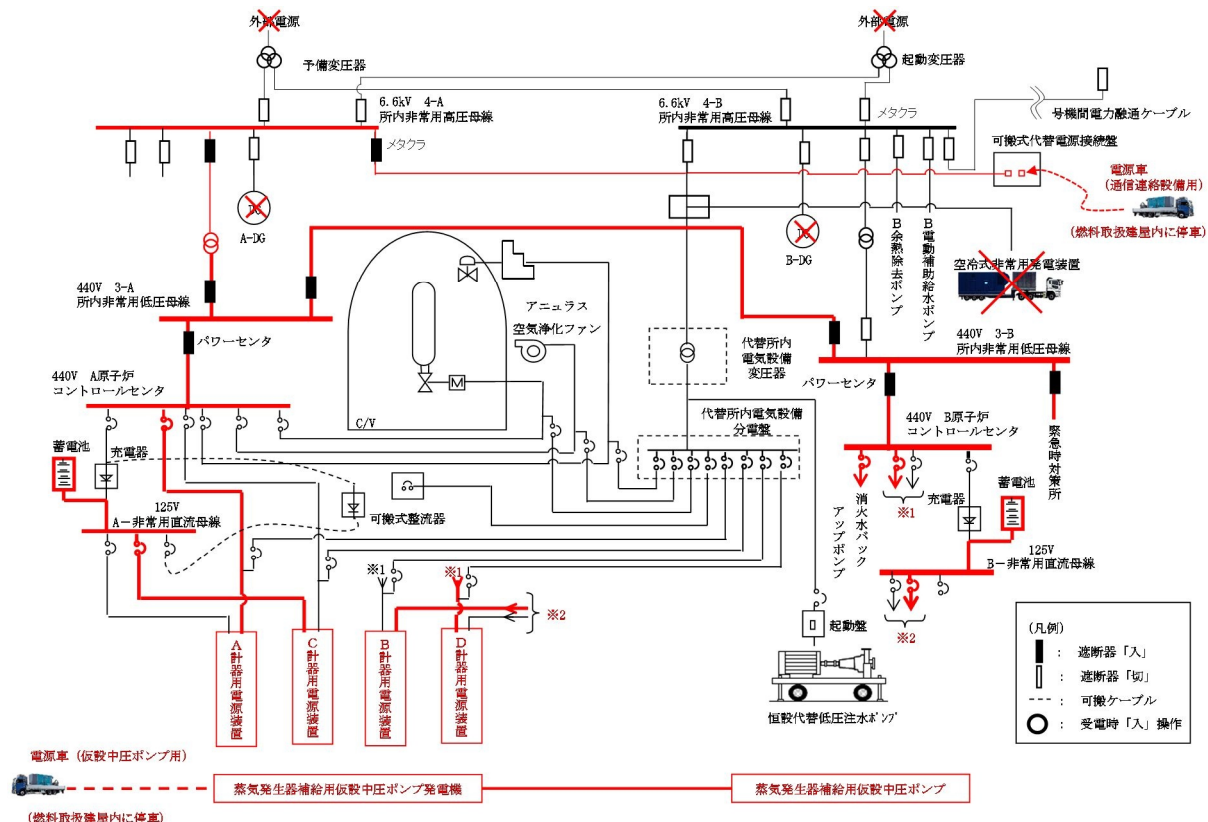 外部電源
外部電源
予備変圧器
起動変圧器
6.6kV 4-A
所内非常用高圧母線
6.6kV 4-B
所内非常用高圧母線
メタクラ
メタクラ
号機間電力融通ケーブル
可搬式代替電源接続盤
電源車
(通信連絡設備用)
(燃料取扱建屋内に停車)
A-DG
B-DG
B余熱除去ポンプ
B電動補助給水ポンプ
空冷式非常用発電装置
440V 3-A
所内非常用低圧母線
パワーセンタ
アニュラス
空気浄化ファン
代替所内
電気設備
変圧器
440V 3-B
所内非常用低圧母線
パワーセンタ
440V A原子炉
コントロールセンタ
C/V
M
代替所内電気設備
分電盤
440V B原子炉
コントロールセンタ
緊急時対策所
蓄電池
充電器
125V
A-非常用直流母線
可搬式整流器
消火水バック
アップポンプ
※1
充電器
蓄電池
125V
B-非常用直流母線
※1
※1
※2
※2
A計器用電源装置
C計器用電源装置
B計器用電源装置
D計器用電源装置
起動盤
恒設代替低圧注水ポンプ
(凡例)
: 遮断器「入」
: 遮断器「切」
: 可搬ケーブル
: 受電時「入」操作
電源車(仮設中圧ポンプ用)
(燃料取扱建屋内に停車)
蒸気発生器補給用仮設中圧ポンプ発電機
蒸気発生器補給用仮設中圧ポンプ